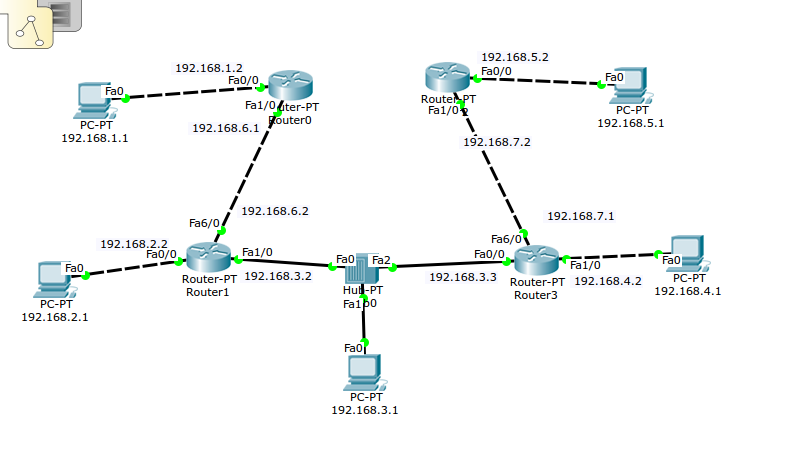 192.168.1.2
Fa0/0
Fa0
PC-PT
192.168.1.1
Fa1/0
uter-PT
Router0
192.168.6.1
192.168.5.2
Fa0/0
Fa0
Router-PT
Fa1/0
PC-PT
192.168.5.1
192.168.7.2
192.168.6.2
Fa6/0
192.168.2.2
Fa0/0
Fa1/0
Fa0
PC-PT
192.168.2.1
Router-PT
Router1
192.168.3.2
Fa0
Fa2
Hub-PT
Fa1
b0
192.168.7.1
Fa6/0
Fa0/0
192.168.3.3
Router-PT
Router3
Fa1/0
192.168.4.2
Fa0
PC-PT
192.168.4.1
Fa0
PC-PT
192.168.3.1